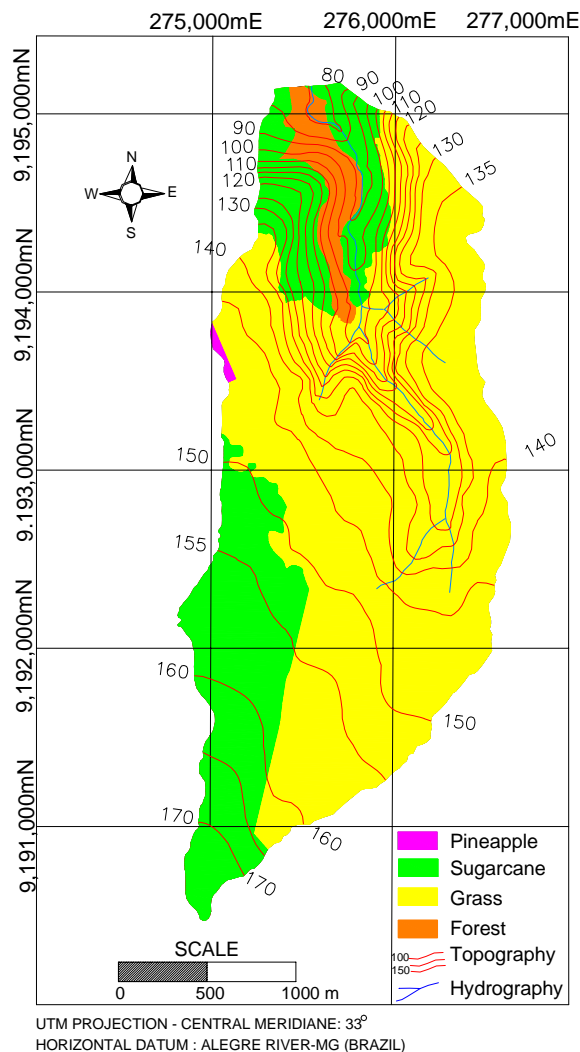 275,000mE 276,000mE 277,000mE
9,195,000mN
9,194,000mN
9.193,000mN
9,192,000mN
9,191,000mN
80
90
100
110
120
130
135
90
100
110
120
130
140
N
W E
S
150
140
155
160
150
170
160
170
Pineapple
Sugarcane
Grass
Forest
100
150
Topography
Hydrography
SCALE
0 500 1000 m
UTM PROJECTION - CENTRAL MERIDIANE: 33°
HORIZONTAL DATUM : ALEGRE RIVER-MG (BRAZIL)